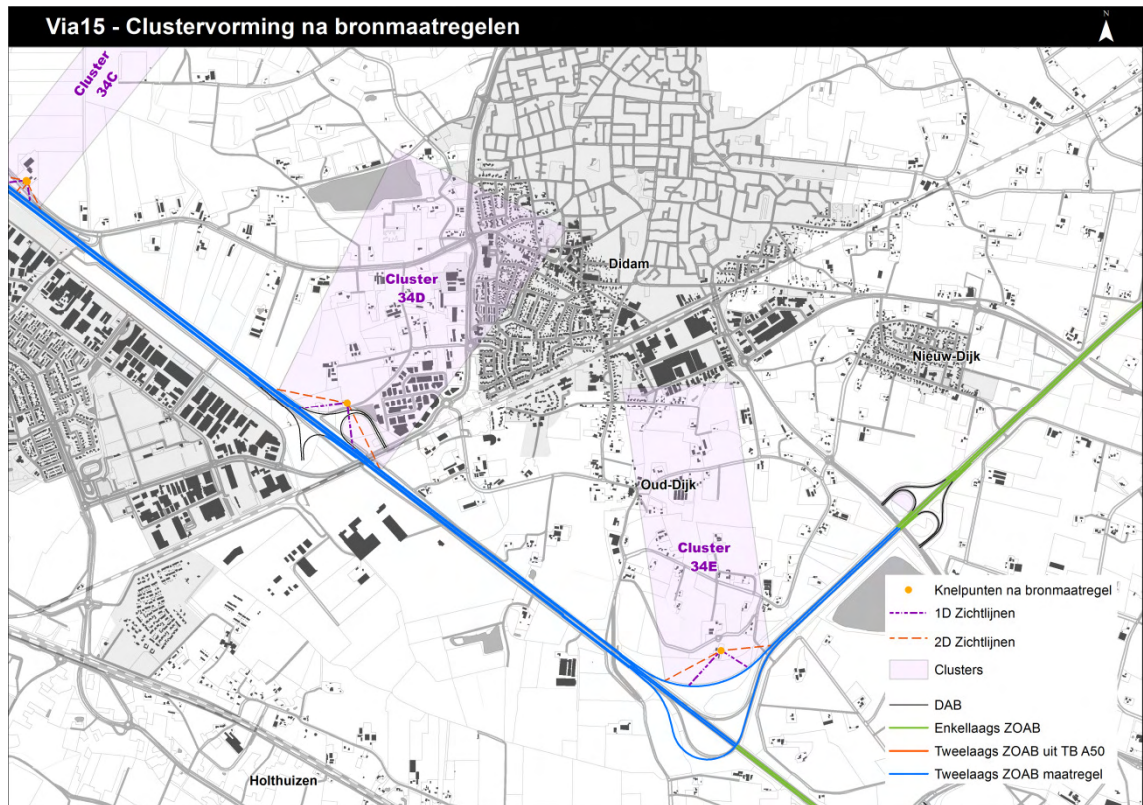 Via15 - Clustervorming na bronmaatregelen
N
Cluster
34C
Cluster
34D
Didam
Nieuw-Dijk
Oud-Dijk
Cluster
34E
Holthuizen
Knelpunten na bronmaatregel
1D Zichtlijnen
2D Zichtlijnen
Clusters
DAB
Enkellaags ZOAB
Tweelaags ZOAB uit TB A50
Tweelaags ZOAB maatregel